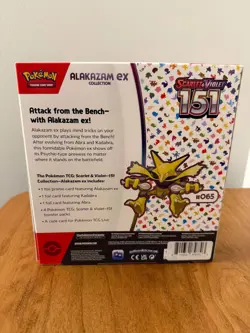 Pokémon
TRADING CARD GAME
ALAKAZAM ex
COLLECTION
SCARLET & VIOLET
151
Attack from the Bench—
with Alakazam ex!
Alakazam ex plays mind tricks on your
opponent by attacking from the Bench!
After evolving from Abra and Kadabra,
this formidable Pokémon ex shows off
its Psychic-type prowess no matter
where it stands on the battlefield.
The Pokémon TCG: Scarlet & Violet—151
Collection—Alakazam ex includes:
• 1 foil promo card featuring Alakazam ex
• 1 foil card featuring Kadabra
• 1 foil card featuring Abra
• 4 Pokémon TCG: Scarlet & Violet—151
booster packs
• A code card for Pokémon TCG Live
#065